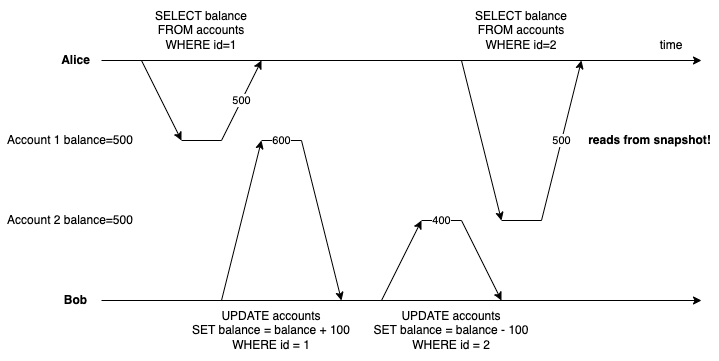 SELECT balance
FROM accounts
WHERE id=1
SELECT balance
FROM accounts
WHERE id=2
time
Alice
500
Account 1 balance=500
600
500
reads from snapshot!
Account 2 balance=500
400
Bob
UPDATE accounts
SET balance = balance + 100
WHERE id = 1
UPDATE accounts
SET balance = balance - 100
WHERE id = 2